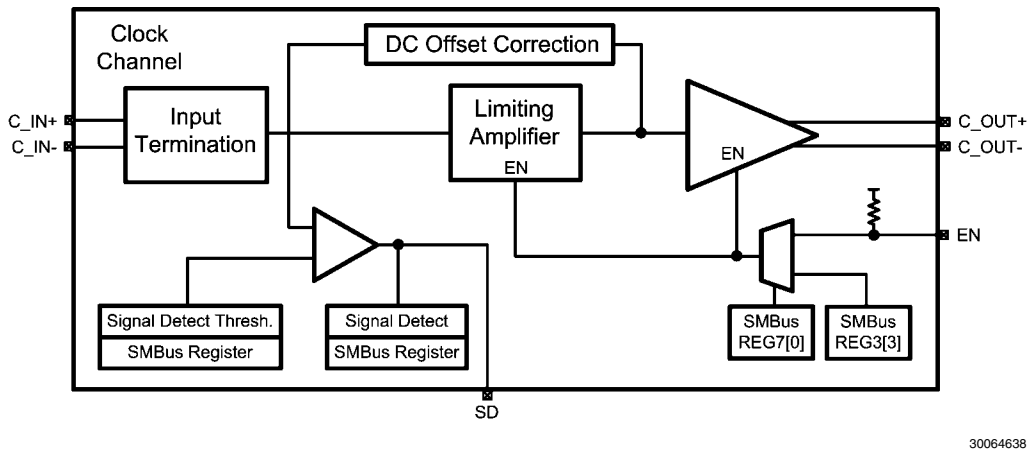 Clock
Channel
DC Offset Correction
C_IN+
C_IN-
Input
Termination
Limiting
Amplifier
EN
EN
C_OUT+
C_OUT-
EN
Signal Detect Thresh.
SMBus Register
Signal Detect
SMBus Register
SMBus
REG7[0]
SMBus
REG3[3]
SD
30064638